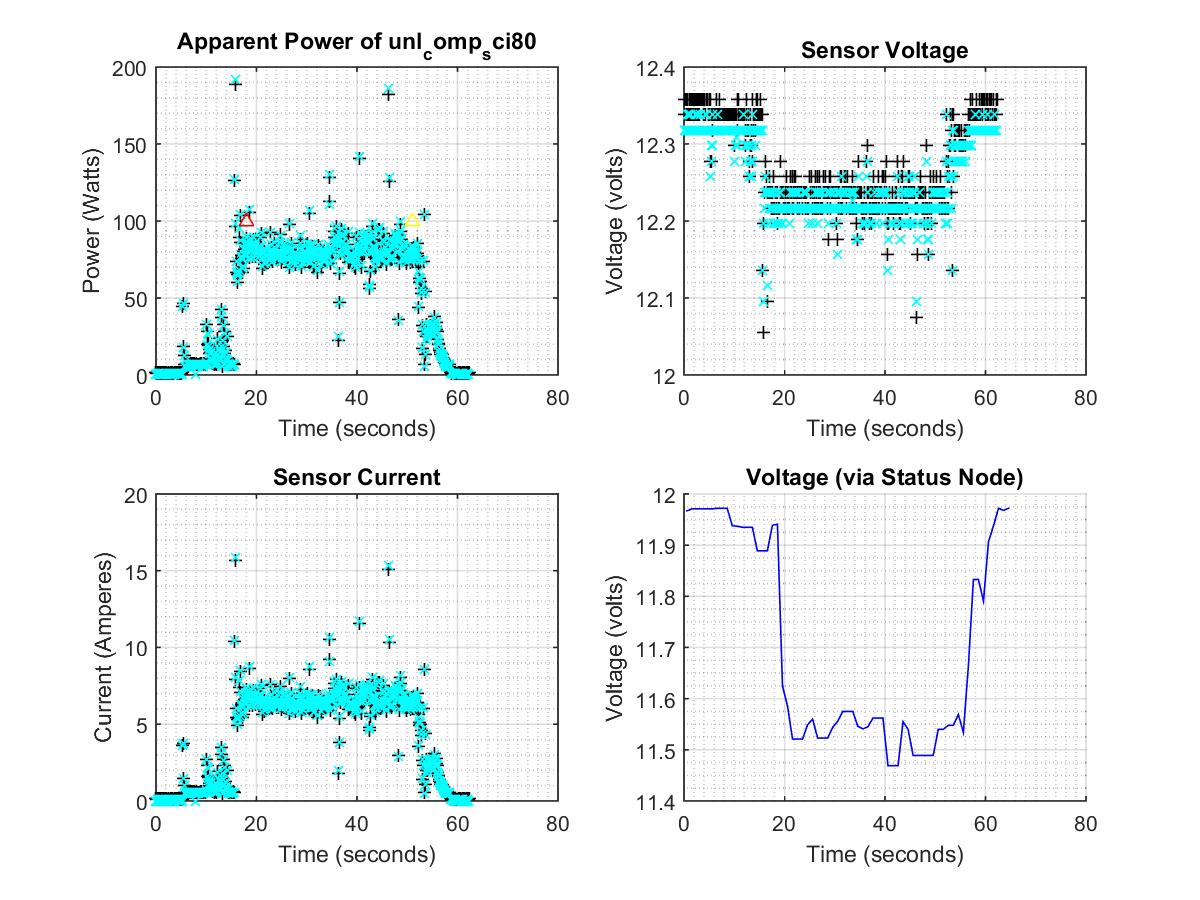 Apparent Power of unl_comp_sci80
200
150
100
50
0
0 20 40 60 80
Power (Watts)
Time (seconds)
Sensor Voltage
12.4
12.3
12.2
12.1
12
0 20 40 60 80
Voltage (volts)
Time (seconds)
Sensor Current
20
15
10
5
0
0 20 40 60 80
Current (Amperes)
Time (seconds)
Voltage (via Status Node)
12
11.9
11.8
11.7
11.6
11.5
11.4
0 20 40 60 80
Voltage (volts)
Time (seconds)